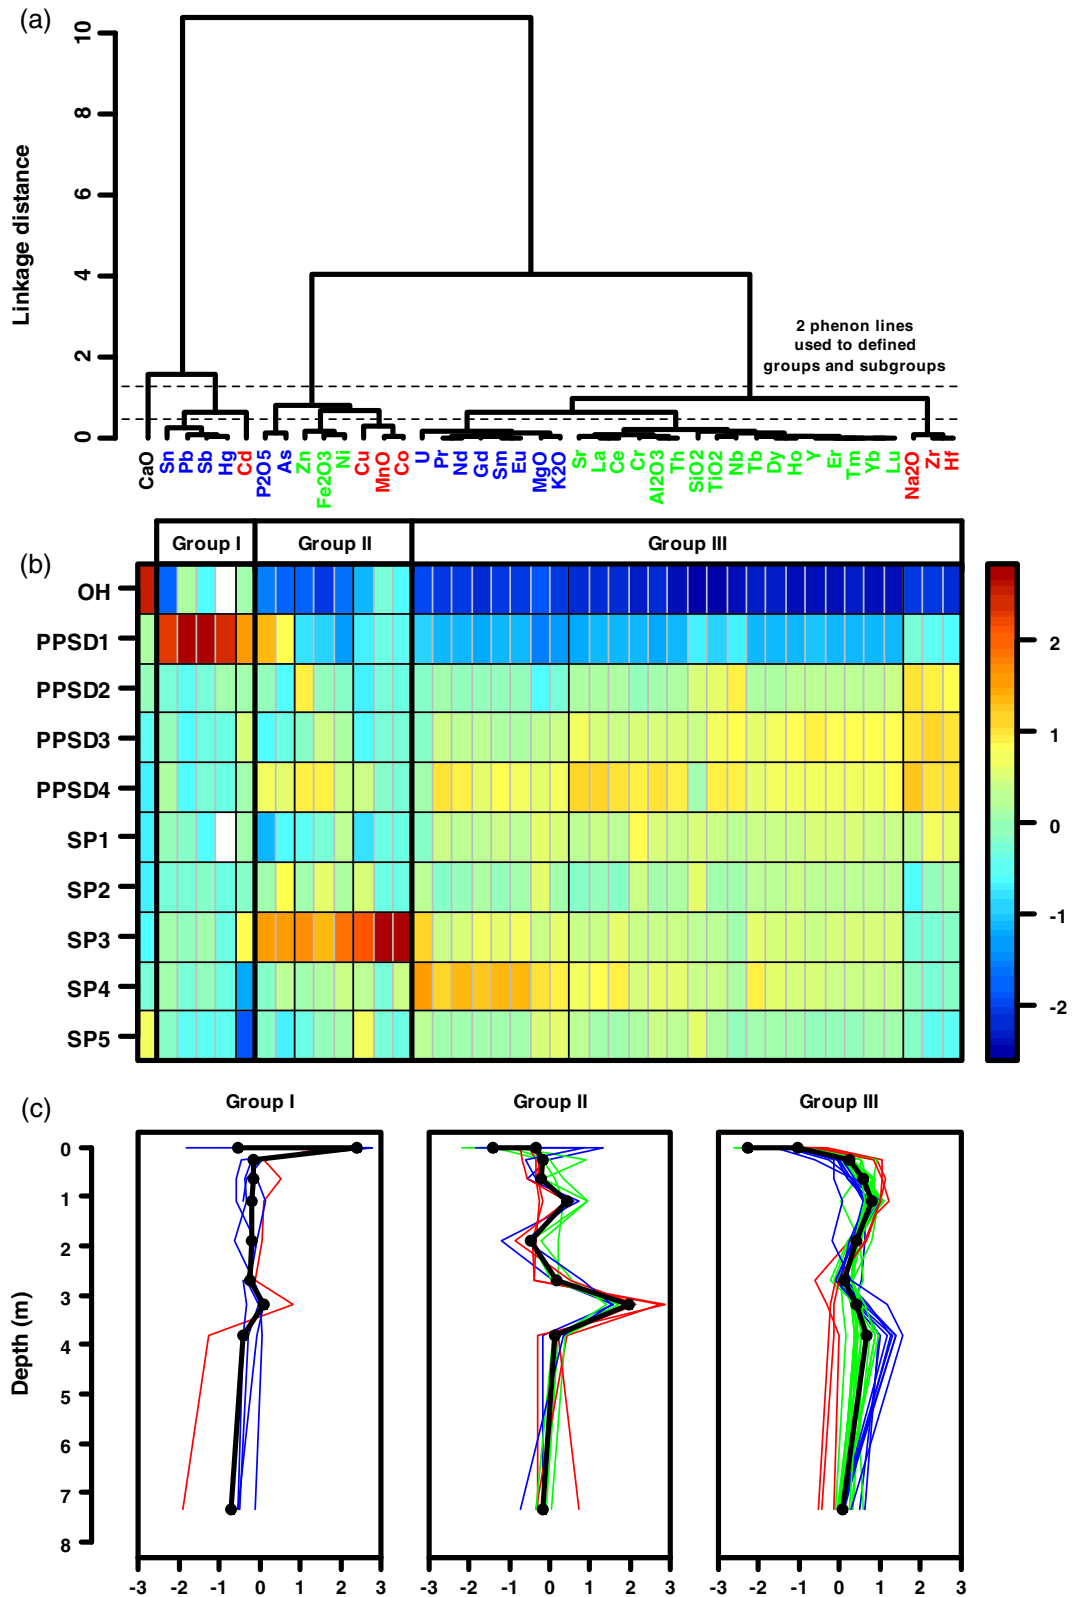 (a)
10
8
6
4
2
0
Linkage distance
2 phenon lines
used to defined
groups and subgroups
CaO Sn Pb Sb Hg Cd P2O5 As Zn Fe2O3 Ni Cu MnO Co U Pr Nd Gd Sm Eu MgO K2O Sr La Ce Cr Al2O3 Th SiO2 TiO2 Nb Tb Dy Ho Y Er Tm Yb Lu Na2O Zr Hf
Group I Group II Group III
(b)
OH
PPSD1
PPSD2
PPSD3
PPSD4
SP1
SP2
SP3
SP4
SP5
2
1
0
-1
-2
(c)
Group I Group II Group III
0
1
2
3
4
5
6
7
8
Depth (m)
-3 -2 -1 0 1 2 3 -3 -2 -1 0 1 2 3 -3 -2 -1 0 1 2 3